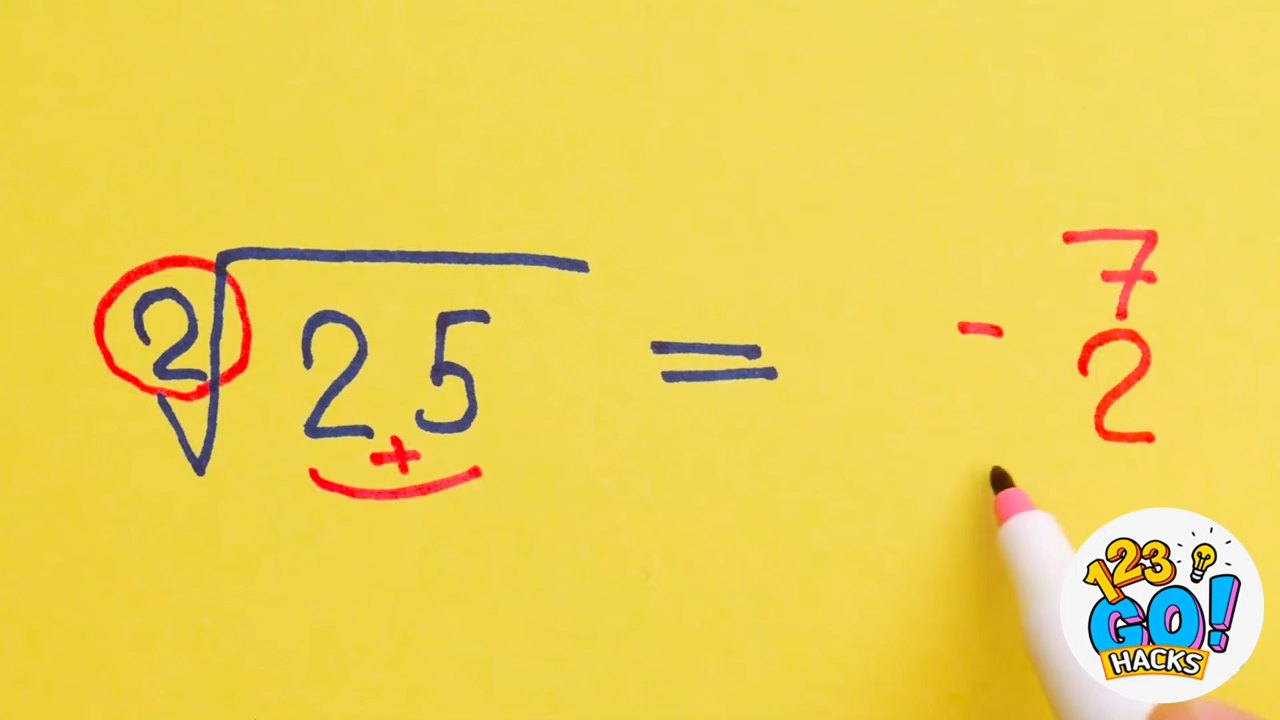 ²√25 = - 7
2
+
123
GO!
HACKS